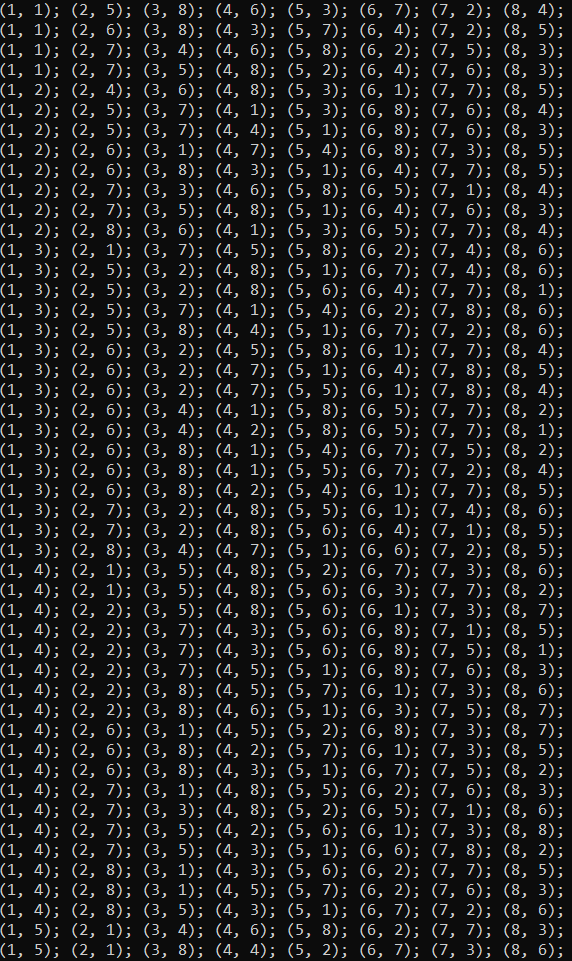 (1, 1); (2, 5); (3, 8); (4, 6); (5, 3); (6, 7); (7, 2); (8, 4);
(1, 1); (2, 6); (3, 8); (4, 3); (5, 7); (6, 4); (7, 2); (8, 5);
(1, 1); (2, 7); (3, 4); (4, 6); (5, 8); (6, 2); (7, 5); (8, 3);
(1, 1); (2, 7); (3, 5); (4, 8); (5, 2); (6, 4); (7, 6); (8, 3);
(1, 2); (2, 4); (3, 6); (4, 8); (5, 3); (6, 1); (7, 7); (8, 5);
(1, 2); (2, 5); (3, 7); (4, 1); (5, 3); (6, 8); (7, 6); (8, 4);
(1, 2); (2, 5); (3, 7); (4, 4); (5, 1); (6, 8); (7, 6); (8, 3);
(1, 2); (2, 6); (3, 1); (4, 7); (5, 4); (6, 8); (7, 3); (8, 5);
(1, 2); (2, 6); (3, 8); (4, 3); (5, 1); (6, 4); (7, 7); (8, 5);
(1, 2); (2, 7); (3, 3); (4, 6); (5, 8); (6, 5); (7, 1); (8, 4);
(1, 2); (2, 7); (3, 5); (4, 8); (5, 1); (6, 4); (7, 6); (8, 3);
(1, 2); (2, 8); (3, 6); (4, 1); (5, 3); (6, 5); (7, 7); (8, 4);
(1, 3); (2, 1); (3, 7); (4, 5); (5, 8); (6, 2); (7, 4); (8, 6);
(1, 3); (2, 5); (3, 2); (4, 8); (5, 1); (6, 7); (7, 4); (8, 6);
(1, 3); (2, 5); (3, 2); (4, 8); (5, 6); (6, 4); (7, 7); (8, 1);
(1, 3); (2, 5); (3, 7); (4, 1); (5, 4); (6, 2); (7, 8); (8, 6);
(1, 3); (2, 5); (3, 8); (4, 4); (5, 1); (6, 7); (7, 2); (8, 6);
(1, 3); (2, 6); (3, 2); (4, 5); (5, 8); (6, 1); (7, 7); (8, 4);
(1, 3); (2, 6); (3, 2); (4, 7); (5, 1); (6, 4); (7, 8); (8, 5);
(1, 3); (2, 6); (3, 2); (4, 7); (5, 5); (6, 1); (7, 8); (8, 4);
(1, 3); (2, 6); (3, 4); (4, 1); (5, 8); (6, 5); (7, 7); (8, 2);
(1, 3); (2, 6); (3, 4); (4, 2); (5, 8); (6, 5); (7, 7); (8, 1);
(1, 3); (2, 6); (3, 8); (4, 1); (5, 4); (6, 7); (7, 5); (8, 2);
(1, 3); (2, 6); (3, 8); (4, 1); (5, 5); (6, 7); (7, 2); (8, 4);
(1, 3); (2, 6); (3, 8); (4, 2); (5, 4); (6, 1); (7, 7); (8, 5);
(1, 3); (2, 7); (3, 2); (4, 8); (5, 5); (6, 1); (7, 4); (8, 6);
(1, 3); (2, 7); (3, 2); (4, 8); (5, 6); (6, 4); (7, 1); (8, 5);
(1, 3); (2, 8); (3, 4); (4, 7); (5, 1); (6, 6); (7, 2); (8, 5);
(1, 4); (2, 1); (3, 5); (4, 8); (5, 2); (6, 7); (7, 3); (8, 6);
(1, 4); (2, 1); (3, 5); (4, 8); (5, 6); (6, 3); (7, 7); (8, 2);
(1, 4); (2, 2); (3, 5); (4, 8); (5, 6); (6, 1); (7, 3); (8, 7);
(1, 4); (2, 2); (3, 7); (4, 3); (5, 6); (6, 8); (7, 1); (8, 5);
(1, 4); (2, 2); (3, 7); (4, 3); (5, 6); (6, 8); (7, 5); (8, 1);
(1, 4); (2, 2); (3, 7); (4, 5); (5, 1); (6, 8); (7, 6); (8, 3);
(1, 4); (2, 2); (3, 8); (4, 5); (5, 7); (6, 1); (7, 3); (8, 6);
(1, 4); (2, 2); (3, 8); (4, 6); (5, 1); (6, 3); (7, 5); (8, 7);
(1, 4); (2, 6); (3, 1); (4, 5); (5, 2); (6, 8); (7, 3); (8, 7);
(1, 4); (2, 6); (3, 8); (4, 2); (5, 7); (6, 1); (7, 3); (8, 5);
(1, 4); (2, 6); (3, 8); (4, 3); (5, 1); (6, 7); (7, 5); (8, 2);
(1, 4); (2, 7); (3, 1); (4, 8); (5, 5); (6, 2); (7, 6); (8, 3);
(1, 4); (2, 7); (3, 3); (4, 8); (5, 2); (6, 5); (7, 1); (8, 6);
(1, 4); (2, 7); (3, 5); (4, 2); (5, 6); (6, 1); (7, 3); (8, 8);
(1, 4); (2, 7); (3, 5); (4, 3); (5, 1); (6, 6); (7, 8); (8, 2);
(1, 4); (2, 8); (3, 1); (4, 3); (5, 6); (6, 2); (7, 7); (8, 5);
(1, 4); (2, 8); (3, 1); (4, 5); (5, 7); (6, 2); (7, 6); (8, 3);
(1, 4); (2, 8); (3, 5); (4, 3); (5, 1); (6, 7); (7, 2); (8, 6);
(1, 5); (2, 1); (3, 4); (4, 6); (5, 8); (6, 2); (7, 7); (8, 3);
(1, 5); (2, 1); (3, 8); (4, 4); (5, 2); (6, 7); (7, 3); (8, 6);